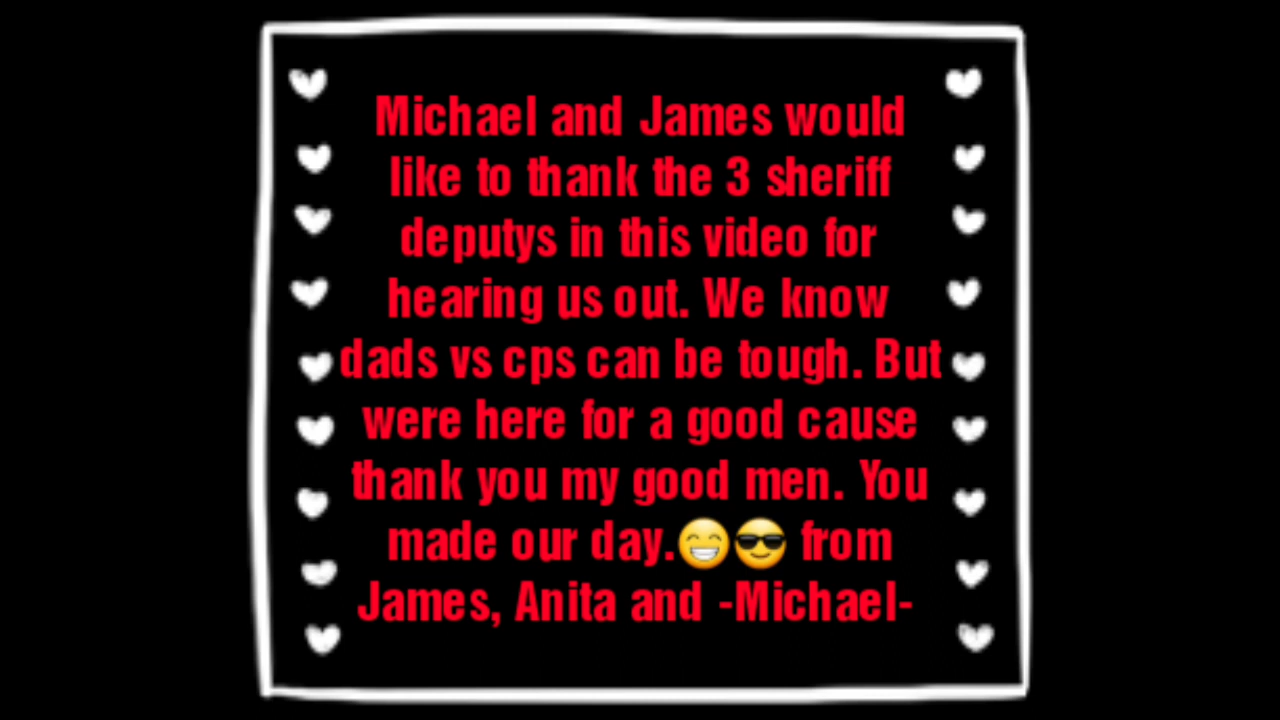 Michael and James would
like to thank the 3 sheriff
deputys in this video for
hearing us out. We know
dads vs cps can be tough. But
were here for a good cause
thank you my good men. You
made our day.😁😎 from
James, Anita and -Michael-